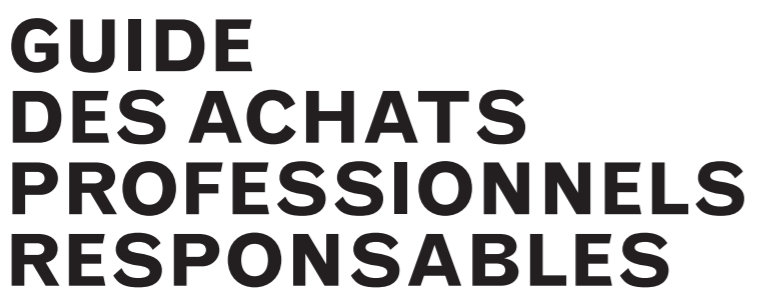 GUIDE
DES ACHATS
PROFESSIONNELS
RESPONSABLES